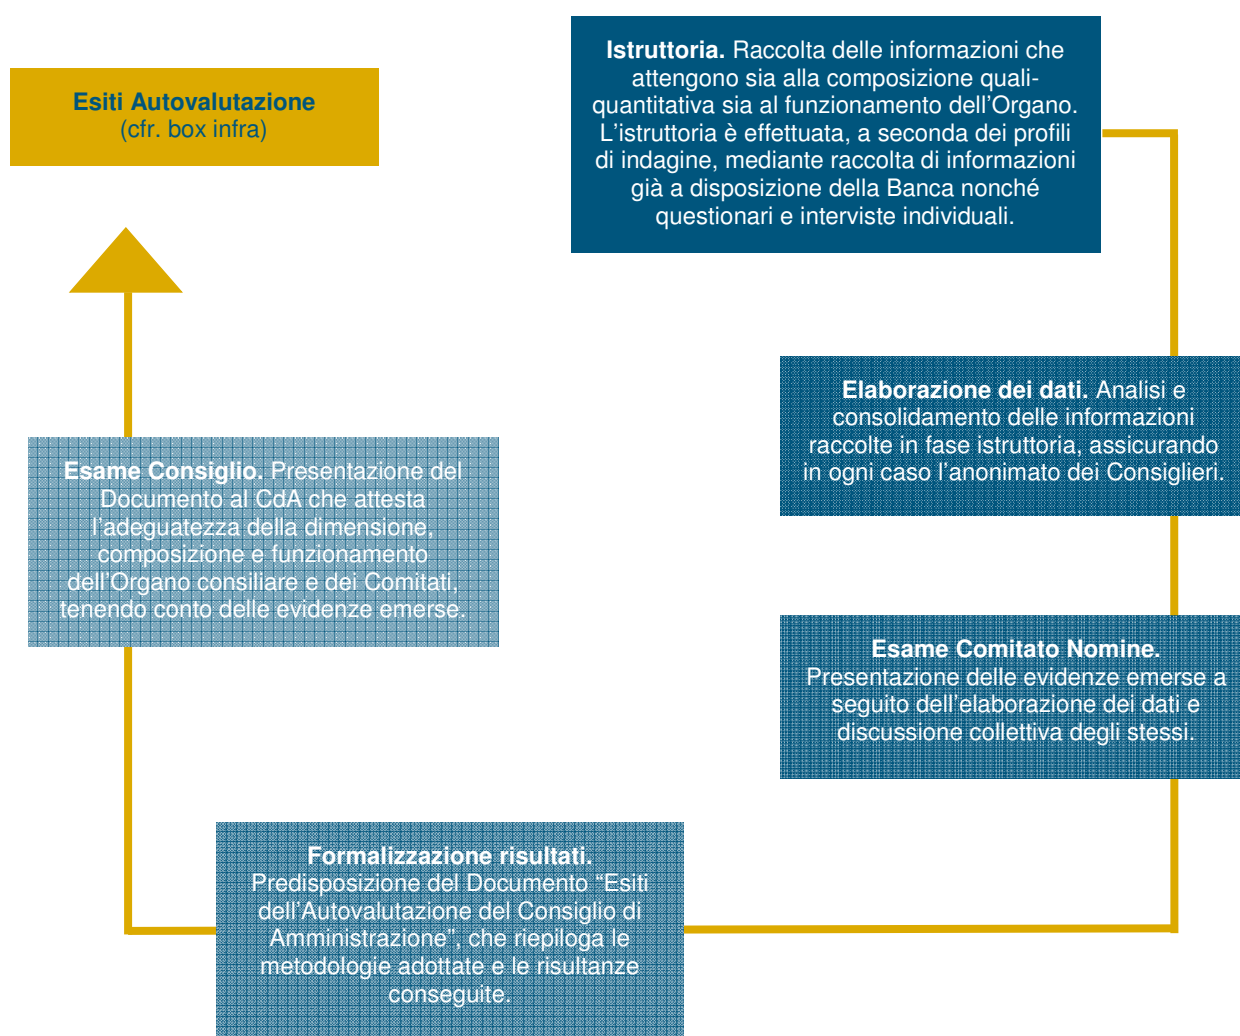 Istruttoria. Raccolta delle informazioni che
attengono sia alla composizione quali-
quantitativa sia al funzionamento dell’Organo.
L’istruttoria è effettuata, a seconda dei profili
di indagine, mediante raccolta di informazioni
già a disposizione della Banca nonché
questionari e interviste individuali.
Elaborazione dei dati. Analisi e
consolidamento delle informazioni
raccolte in fase istruttoria, assicurando
in ogni caso l’anonimato dei Consiglieri.
Esame Comitato Nomine.
Presentazione delle evidenze emerse a
seguito dell’elaborazione dei dati e
discussione collettiva degli stessi.
Formalizzazione risultati.
Predisposizione del Documento “Esiti
dell’Autovalutazione del Consiglio di
Amministrazione”, che riepiloga le
metodologie adottate e le risultanze
conseguite.
Esame Consiglio. Presentazione del
Documento al CdA che attesta
l’adeguatezza della dimensione,
composizione e funzionamento
dell’Organo consiliare e dei Comitati,
tenendo conto delle evidenze emerse.
Esiti Autovalutazione
(cfr. box infra)